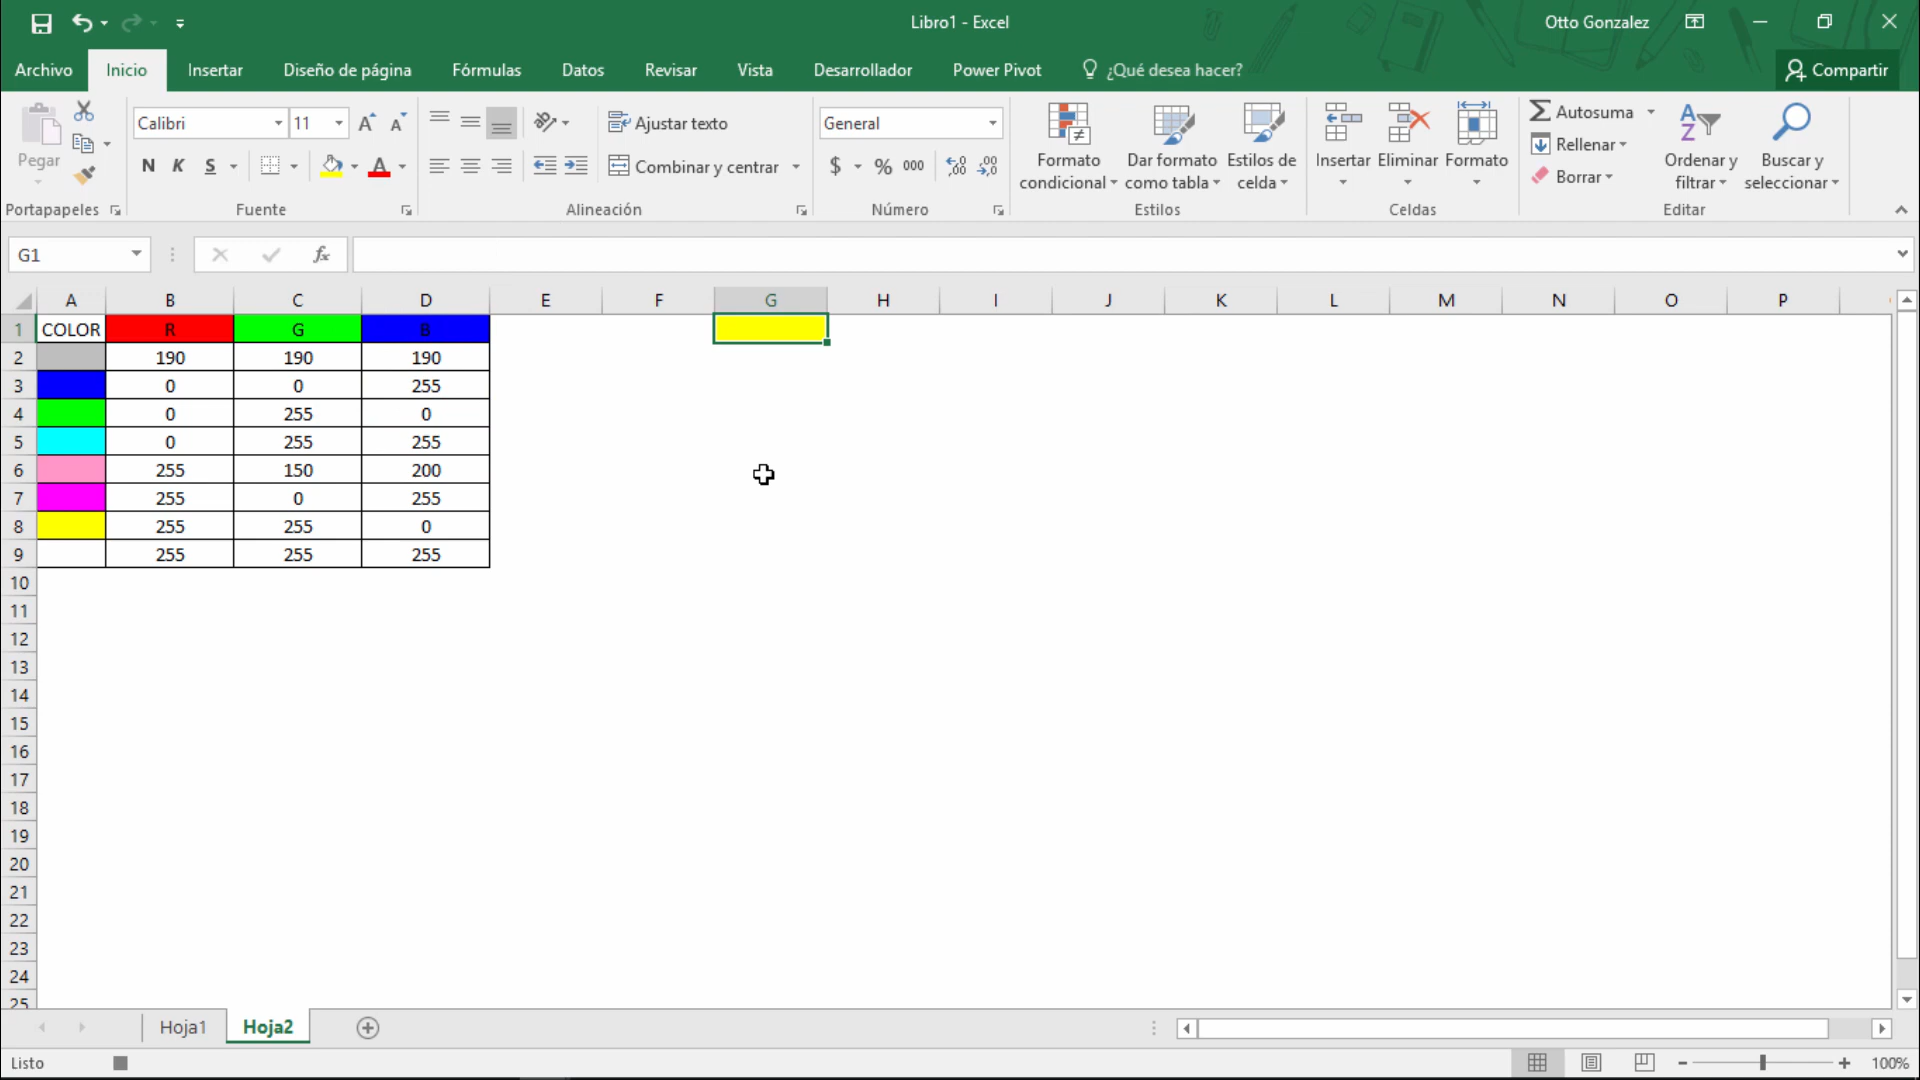 Libro1 - Excel
Otto Gonzalez
Archivo Inicio Insertar Diseño de página Fórmulas Datos Revisar Vista Desarrollador Power Pivot ¿Qué desea hacer? Compartir
Pegar
Portapapeles
Calibri 11
N K S A
Fuente
Ajustar texto
Combinar y centrar
Alineación
General
$ % 000
Número
Formato condicional
Dar formato como tabla
Estilos de celda
Estilos
Insertar
Eliminar
Formato
Celdas
Autosuma
Rellenar
Borrar
Ordenar y filtrar
Buscar y seleccionar
Editar
G1 fx
A B C D E F G H I J K L M N O P
1 COLOR R G B
2 190 190 190
3 0 0 255
4 0 255 0
5 0 255 255
6 255 150 200
7 255 0 255
8 255 255 0
9 255 255 255
10
11
12
13
14
15
16
17
18
19
20
21
22
23
24
25
Hoja1 Hoja2
Listo 100%